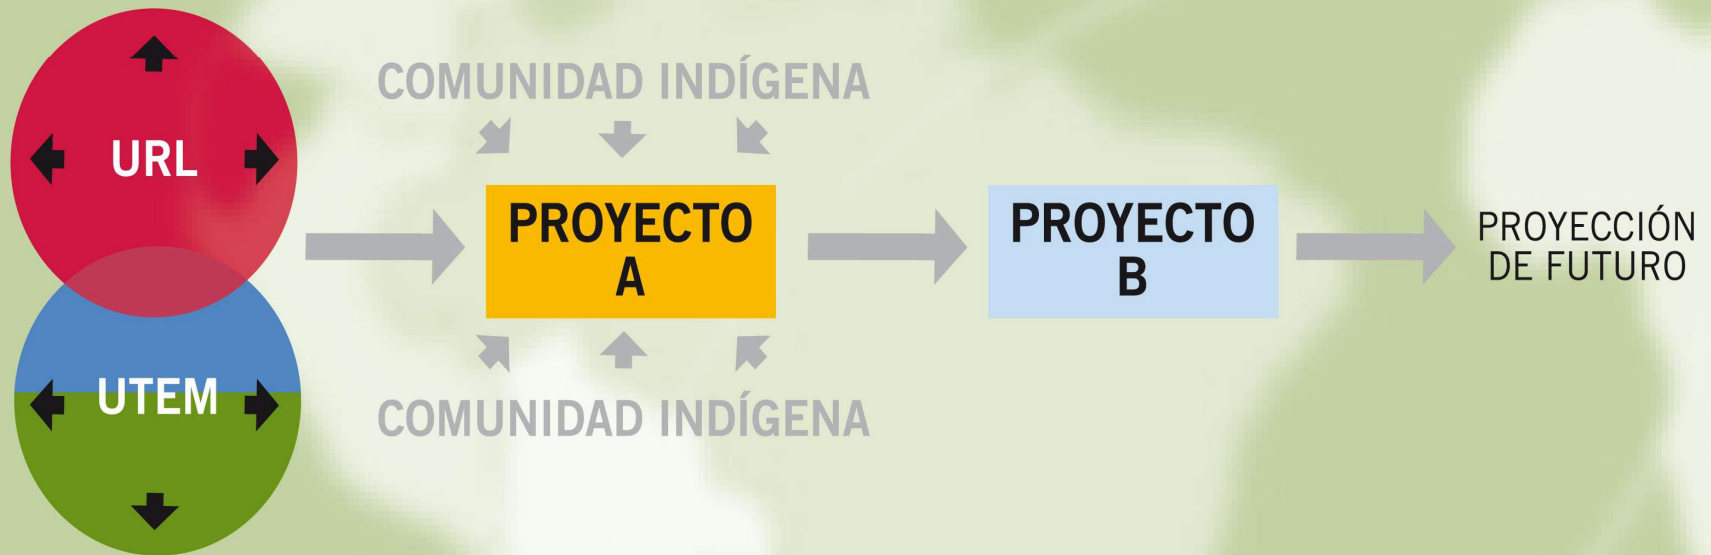 URL
UTEM
COMUNIDAD INDÍGENA
PROYECTO
A
COMUNIDAD INDÍGENA
PROYECTO
B
PROYECCIÓN
DE FUTURO